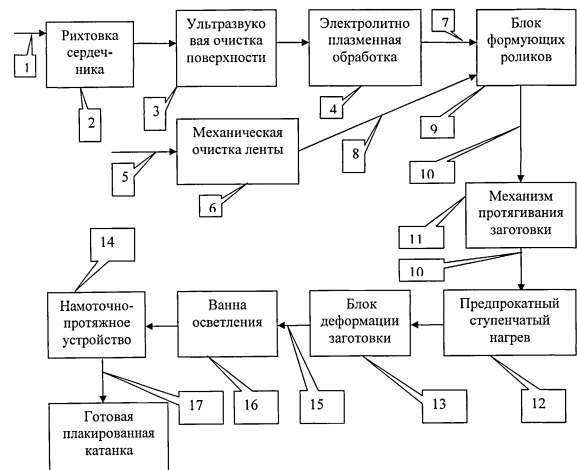 Рихтовка
сердеч-
ника
Ультразвуко
вая очистка
поверхности
Электролитно
плазменная
обработка
7
Блок
формующих
роликов
1
2
3
4
9
Механическая
очистка ленты
8
5
6
10
Механизм
протягивания
заготовки
11
10
14
Намоточно-
протяжное
устройство
Ванна
осветления
Блок
деформации
заготовки
Предпрокатный
ступенчатый
нагрев
17
16
15
13
12
Готовая
плакированная
катанка